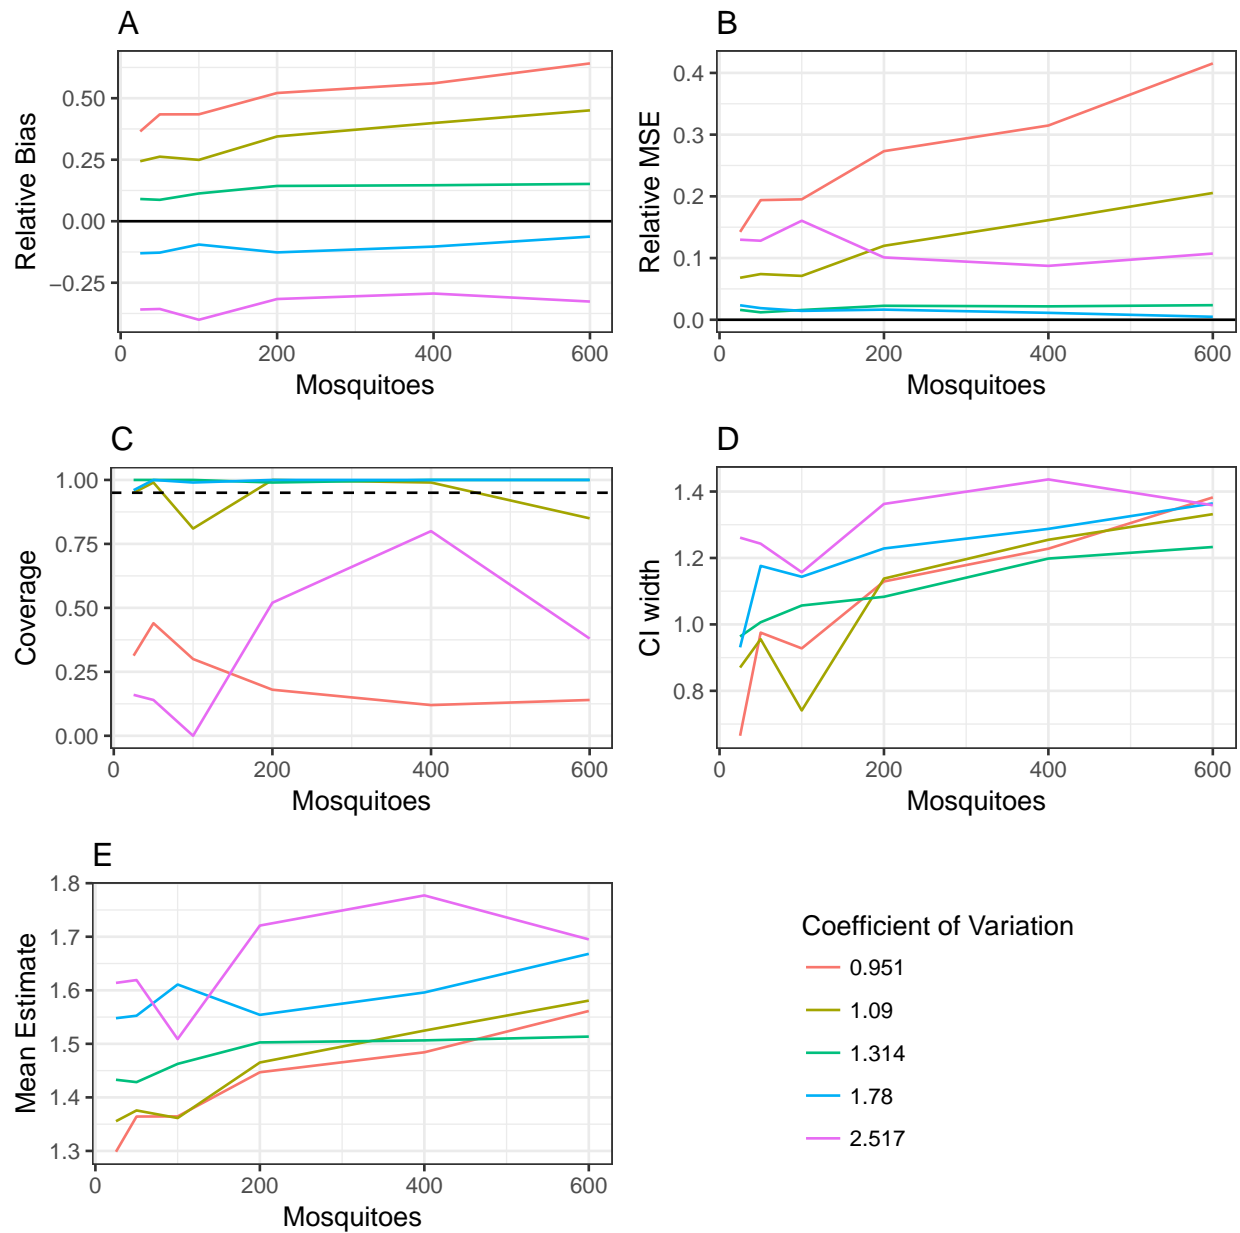 A
Relative Bias
0.50
0.25
0.00
−0.25
0 200 400 600
Mosquitoes
B
Relative MSE
0.4
0.3
0.2
0.1
0.0
0 200 400 600
Mosquitoes
C
Coverage
1.00
0.75
0.50
0.25
0.00
0 200 400 600
Mosquitoes
D
CI width
1.4
1.2
1.0
0.8
0 200 400 600
Mosquitoes
E
Mean Estimate
1.8
1.7
1.6
1.5
1.4
1.3
0 200 400 600
Mosquitoes
Coefficient of Variation
0.951
1.09
1.314
1.78
2.517